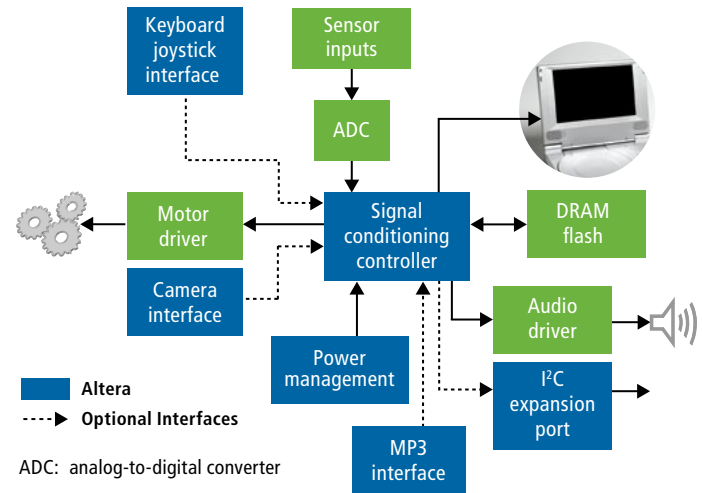 Keyboard
joystick
interface
Sensor
inputs
ADC
Motor
driver
Signal
conditioning
controller
DRAM
flash
Camera
interface
Audio
driver
Power
management
I²C
expansion
port
MP3
interface
Altera
Optional Interfaces
ADC: analog-to-digital converter